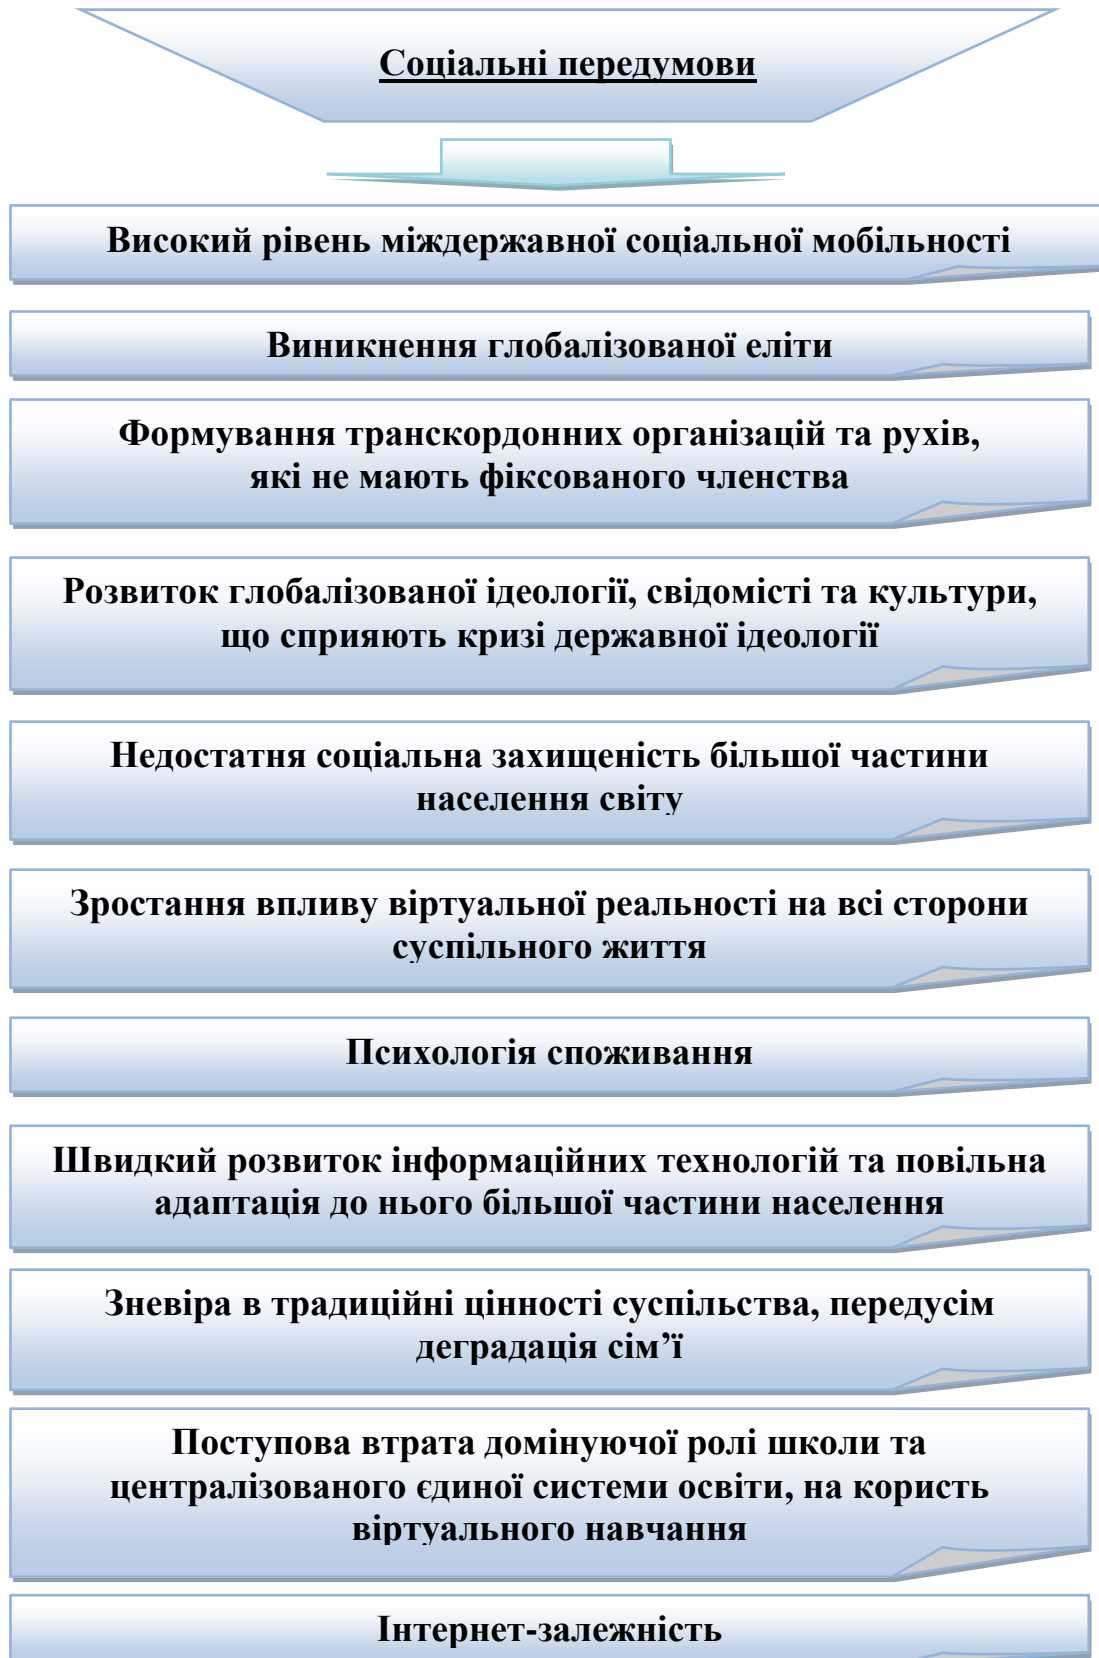 Соціальні передумови
Високий рівень міждержавної соціальної мобільності
Виникнення глобалізованої еліти
Формування транскордонних організацій та рухів,
які не мають фіксованого членства
Розвиток глобалізованої ідеології, свідомісті та культури,
що сприяють кризі державної ідеології
Недостатня соціальна захищеність більшої частини
населення світу
Зростання впливу віртуальної реальності на всі сторони
суспільного життя
Психологія споживання
Швидкий розвиток інформаційних технологій та повільна
адаптація до нього більшої частини населення
Зневіра в традиційні цінності суспільства, передусім
деградація сім’ї
Поступова втрата домінуючої ролі школи та
централізованого єдиної системи освіти, на користь
віртуального навчання
Інтернет-залежність